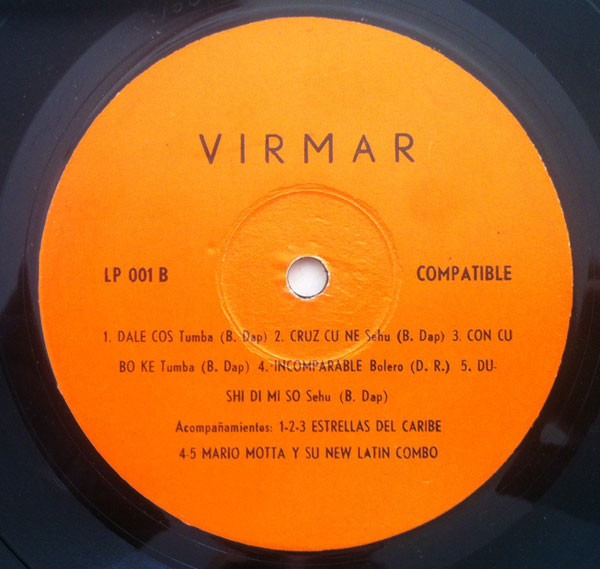 VIRMAR
LP 001 B
COMPATIBLE
1. DALE COS Tumba (B. Dap) 2. CRUZ CU NE Sehu (B. Dap) 3. CON CU
BO KE Tumba (B. Dap) 4. INCOMPARABLE Bolero (D. R.) 5. DU-
SHI DI MI SO Sehu (B. Dap)
Acompañamientos: 1-2-3 ESTRELLAS DEL CARIBE
4-5 MARIO MOTTA Y SU NEW LATIN COMBO